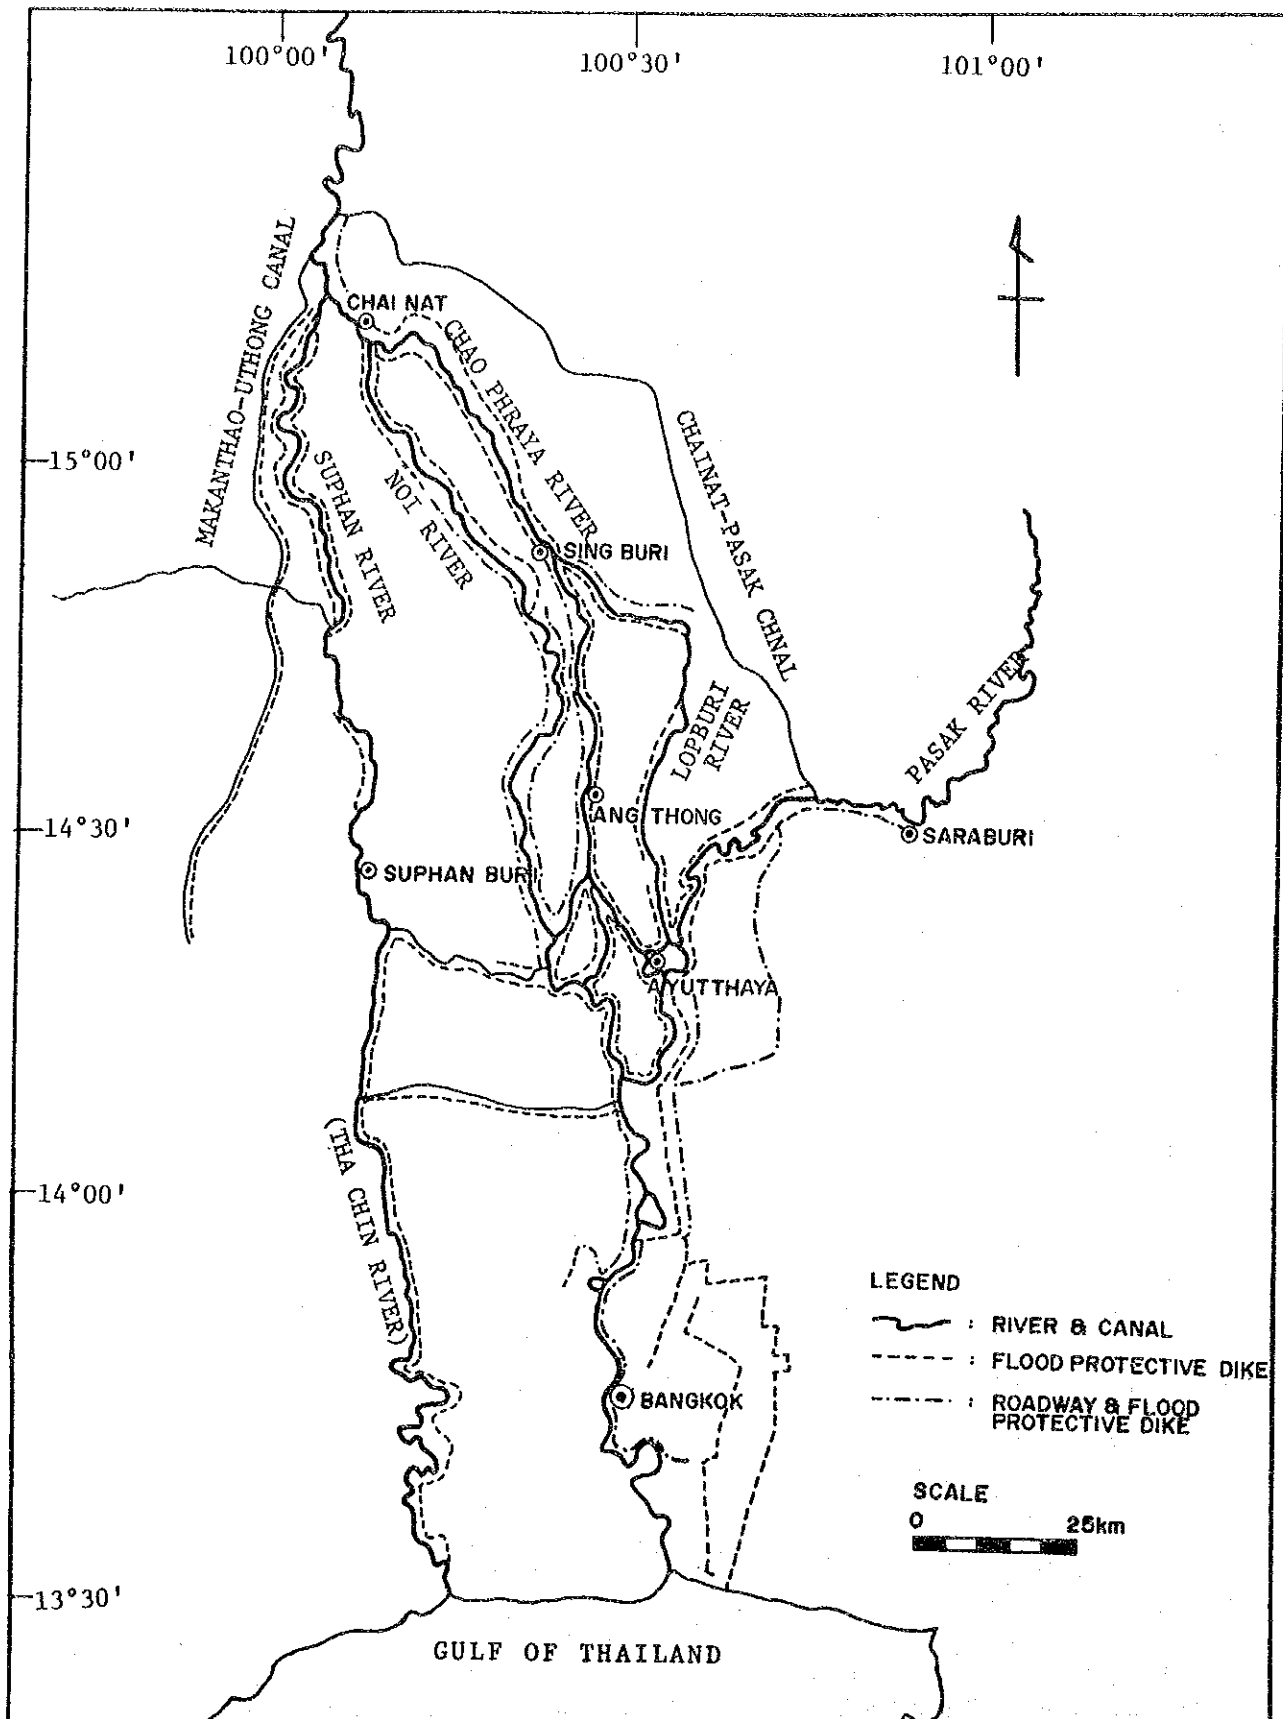 100°00'
100°30'
101°00'
MAKANTHAO-UTHONG CANAL
CHAI NAT
CHAO PHRAYA RIVER
CHAINAT-PASAK CHNAL
15°00'
SUPHAN RIVER
NOI RIVER
SING BURI
PASAK RIVER
LOPBURI
RIVER
14°30'
ANG THONG
SARABURI
SUPHAN BURI
AYUTTHAYA
(THA CHIN RIVER)
14°00'
LEGEND
: RIVER & CANAL
: FLOOD PROTECTIVE DIKE
: ROADWAY & FLOOD
PROTECTIVE DIKE
BANGKOK
SCALE
0 25km
13°30'
GULF OF THAILAND